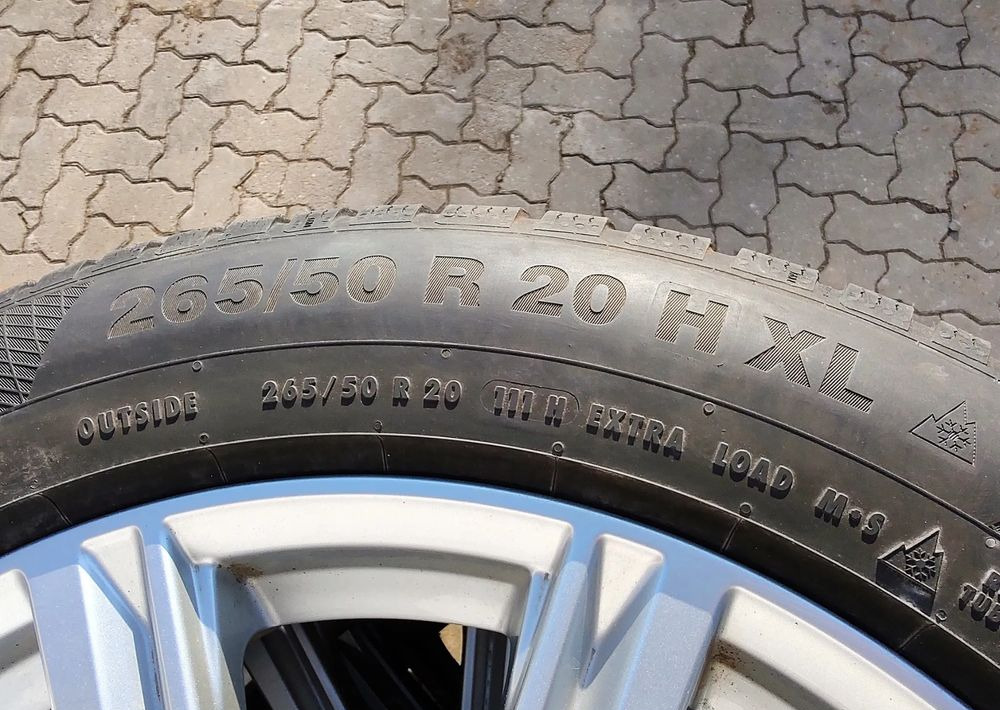 265/50 R 20 H XL
OUTSIDE 265/50 R 20 111 H EXTRA LOAD M•S